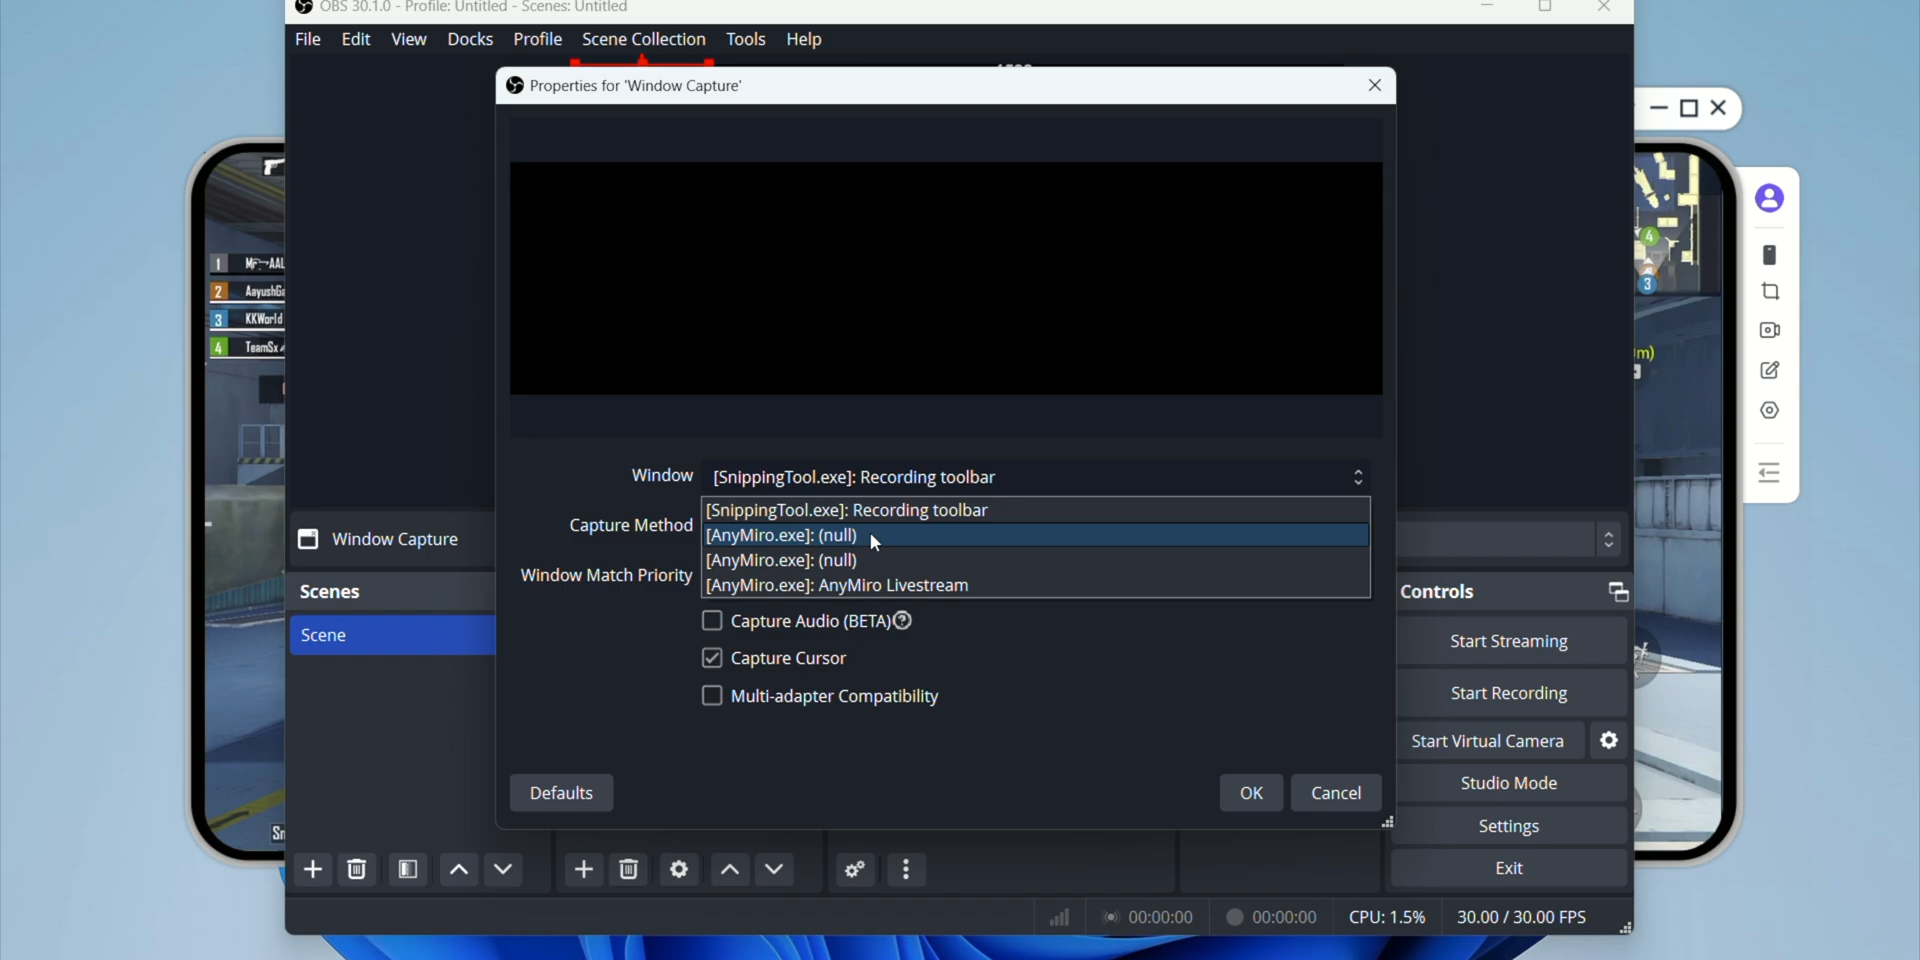 OBS 30.1.0 - Profile: Untitled - Scenes: Untitled
File Edit View Docks Profile Scene Collection Tools Help
Properties for 'Window Capture'
1 
2 AayushGa
3 KKWorld
4 TeamSx
4
3
Window [SnippingTool.exe]: Recording toolbar
[SnippingTool.exe]: Recording toolbar
Capture Method
[AnyMiro.exe]: (null)
[AnyMiro.exe]: (null)
Window Match Priority
[AnyMiro.exe]: AnyMiro Livestream
Capture Audio (BETA)
Capture Cursor
Multi-adapter Compatibility
Defaults OK Cancel
Window Capture
Scenes
Scene
Controls
Start Streaming
Start Recording
Start Virtual Camera
Studio Mode
Settings
Exit
00:00:00 00:00:00 CPU: 1.5% 30.00 / 30.00 FPS